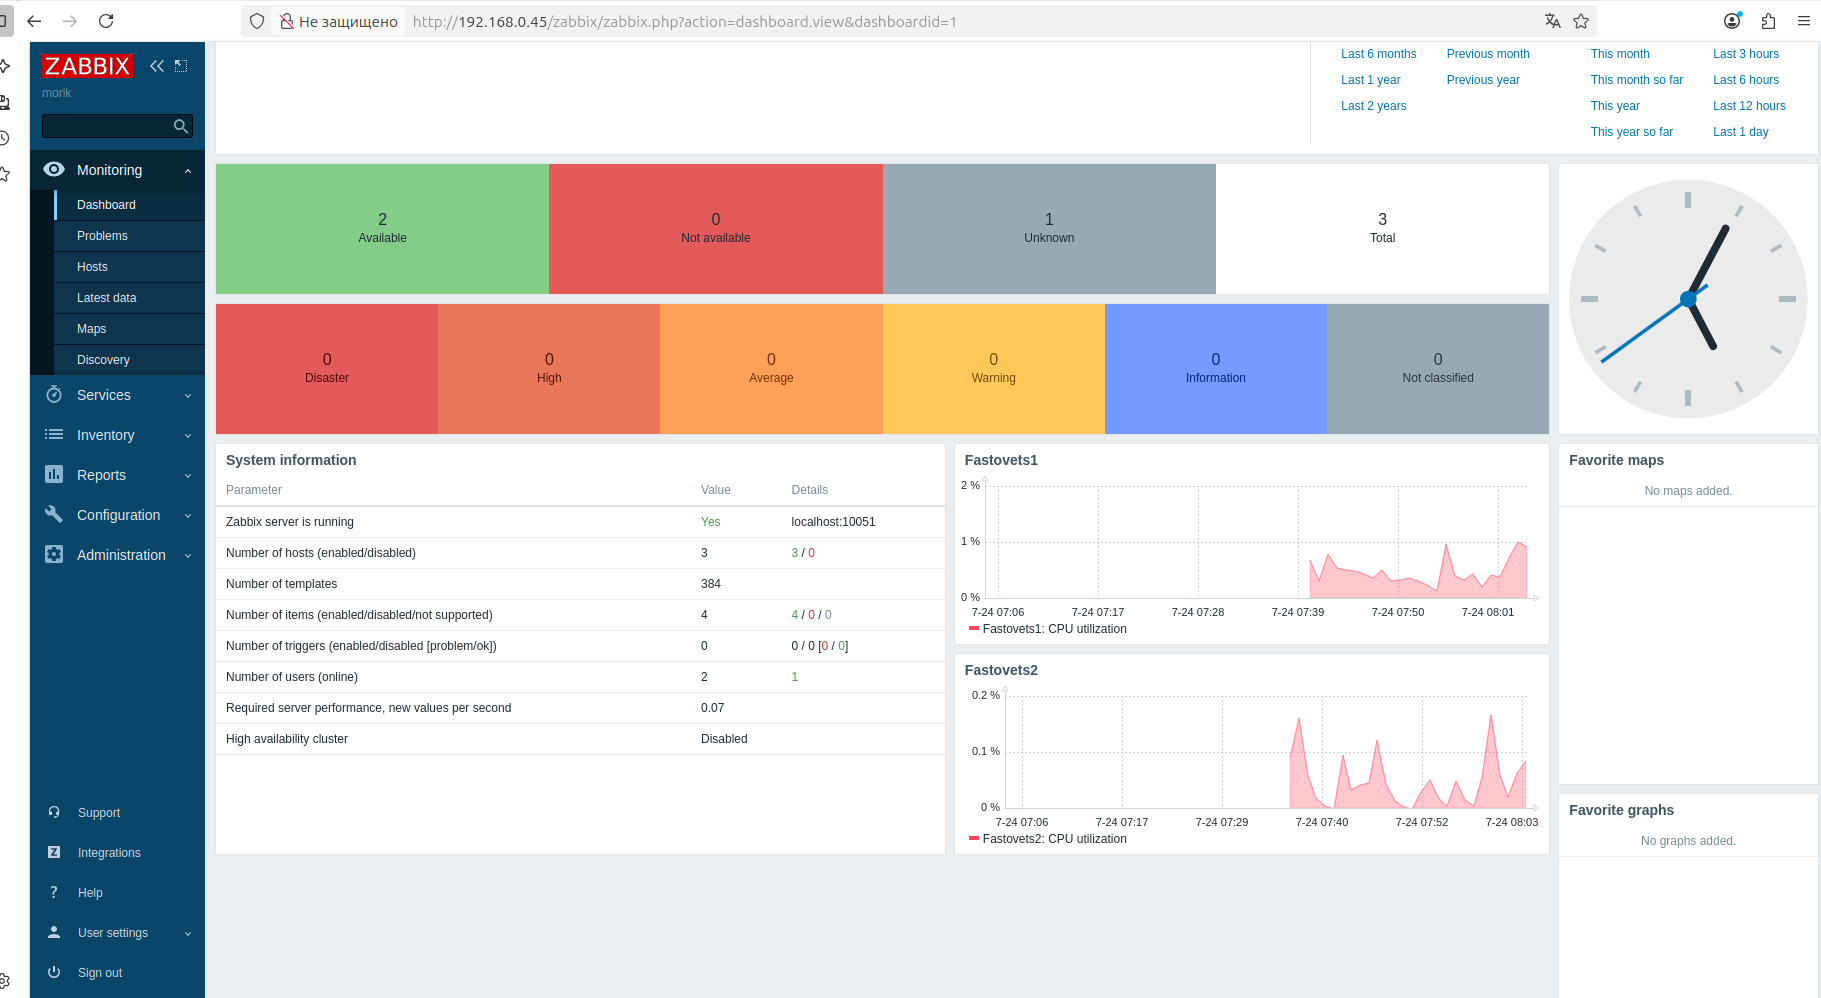 Не защищено http://192.168.0.45/zabbix/zabbix.php?action=dashboard.view&dashboardid=1
ZABBIX
morik
Monitoring
Dashboard
Problems
Hosts
Latest data
Maps
Discovery
Services
Inventory
Reports
Configuration
Administration
Support
Integrations
Help
User settings
Sign out
Last 6 months Previous month This month Last 3 hours
Last 1 year Previous year This month so far Last 6 hours
Last 2 years This year Last 12 hours
This year so far Last 1 day
2 0 1 3
Available Not available Unknown Total
0 0 0 0 0 0
Disaster High Average Warning Information Not classified
System information
Parameter Value Details
Zabbix server is running Yes localhost:10051
Number of hosts (enabled/disabled) 3 3 / 0
Number of templates 384
Number of items (enabled/disabled/not supported) 4 4 / 0 / 0
Number of triggers (enabled/disabled [problem/ok]) 0 0 / 0 [0 / 0]
Number of users (online) 2 1
Required server performance, new values per second 0.07
High availability cluster Disabled
Fastovets1
2 %
1 %
0 %
7-24 07:06 7-24 07:17 7-24 07:28 7-24 07:39 7-24 07:50 7-24 08:01
Fastovets1: CPU utilization
Fastovets2
0.2 %
0.1 %
0 %
7-24 07:06 7-24 07:17 7-24 07:29 7-24 07:40 7-24 07:52 7-24 08:03
Fastovets2: CPU utilization
Favorite maps
No maps added.
Favorite graphs
No graphs added.